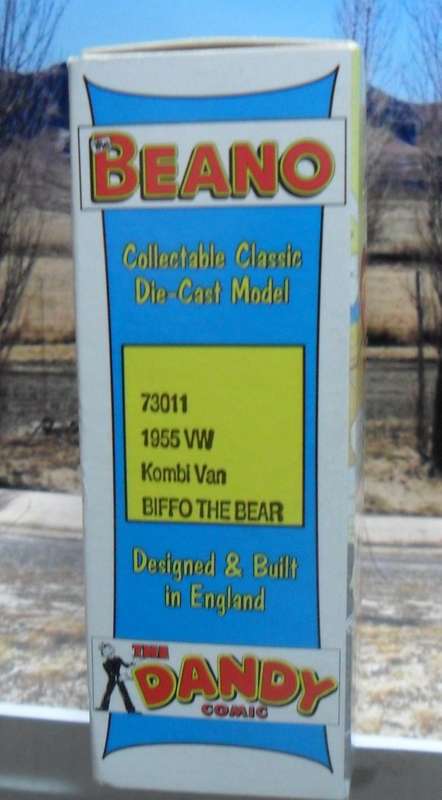 The
BEANO
Collectable Classic
Die-Cast Model
73011
1955 VW
Kombi Van
BIFFO THE BEAR
Designed & Built
in England
THE
DANDY
COMIC